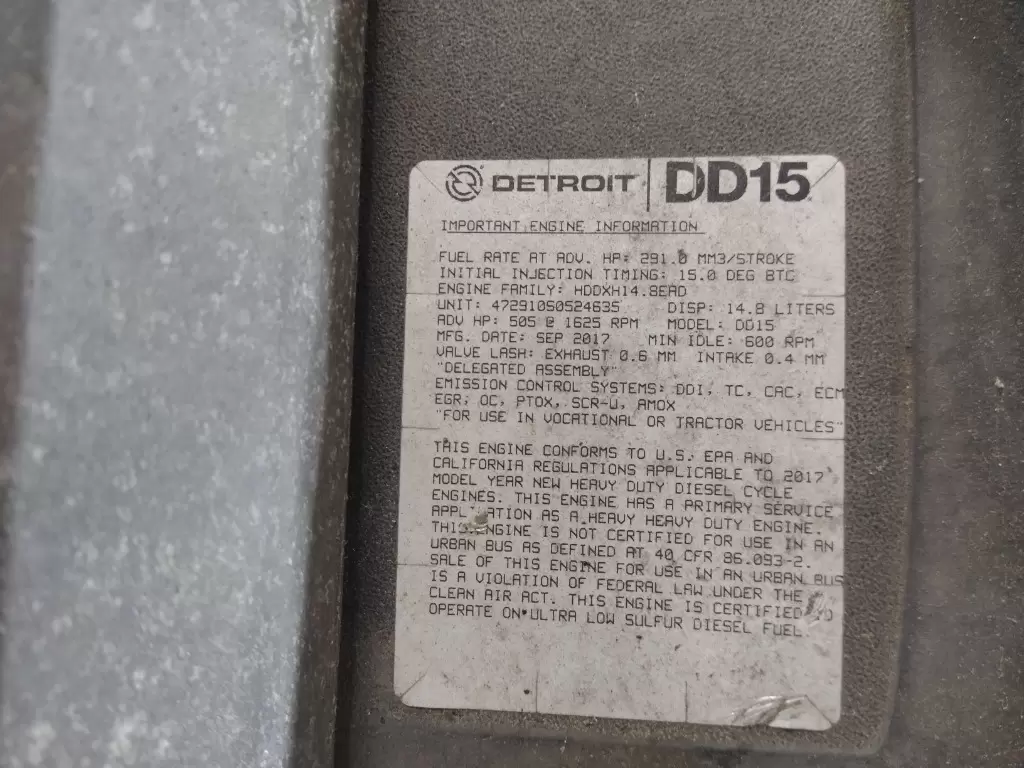 DETROIT DD15
IMPORTANT ENGINE INFORMATION
FUEL RATE AT ADV. HP: 291.0 MM3/STROKE
INITIAL INJECTION TIMING: 15.0 DEG BTC
ENGINE FAMILY: HDDXH14.8EAD
UNIT: 47291050524635 DISP: 14.8 LITERS
ADV HP: 505 @ 1625 RPM MODEL: DD15
MFG. DATE: SEP 2017 MIN IDLE: 600 RPM
VALVE LASH: EXHAUST 0.6 MM INTAKE 0.4 MM
"DELEGATED ASSEMBLY"
EMISSION CONTROL SYSTEMS: DDI, TC, CAC, ECM
EGR, OC, PTOX, SCR-U, AMOX
"FOR USE IN VOCATIONAL OR TRACTOR VEHICLES"
THIS ENGINE CONFORMS TO U.S. EPA AND
CALIFORNIA REGULATIONS APPLICABLE TO 2017
MODEL YEAR NEW HEAVY DUTY DIESEL CYCLE
ENGINES. THIS ENGINE HAS A PRIMARY SERVICE
APPLICATION AS A HEAVY HEAVY DUTY ENGINE.
THIS ENGINE IS NOT CERTIFIED FOR USE IN AN
URBAN BUS AS DEFINED AT 40 CFR 86.093-2.
SALE OF THIS ENGINE FOR USE IN AN URBAN BUS
IS A VIOLATION OF FEDERAL LAW UNDER THE
CLEAN AIR ACT. THIS ENGINE IS CERTIFIED TO
OPERATE ON ULTRA LOW SULFUR DIESEL FUEL.